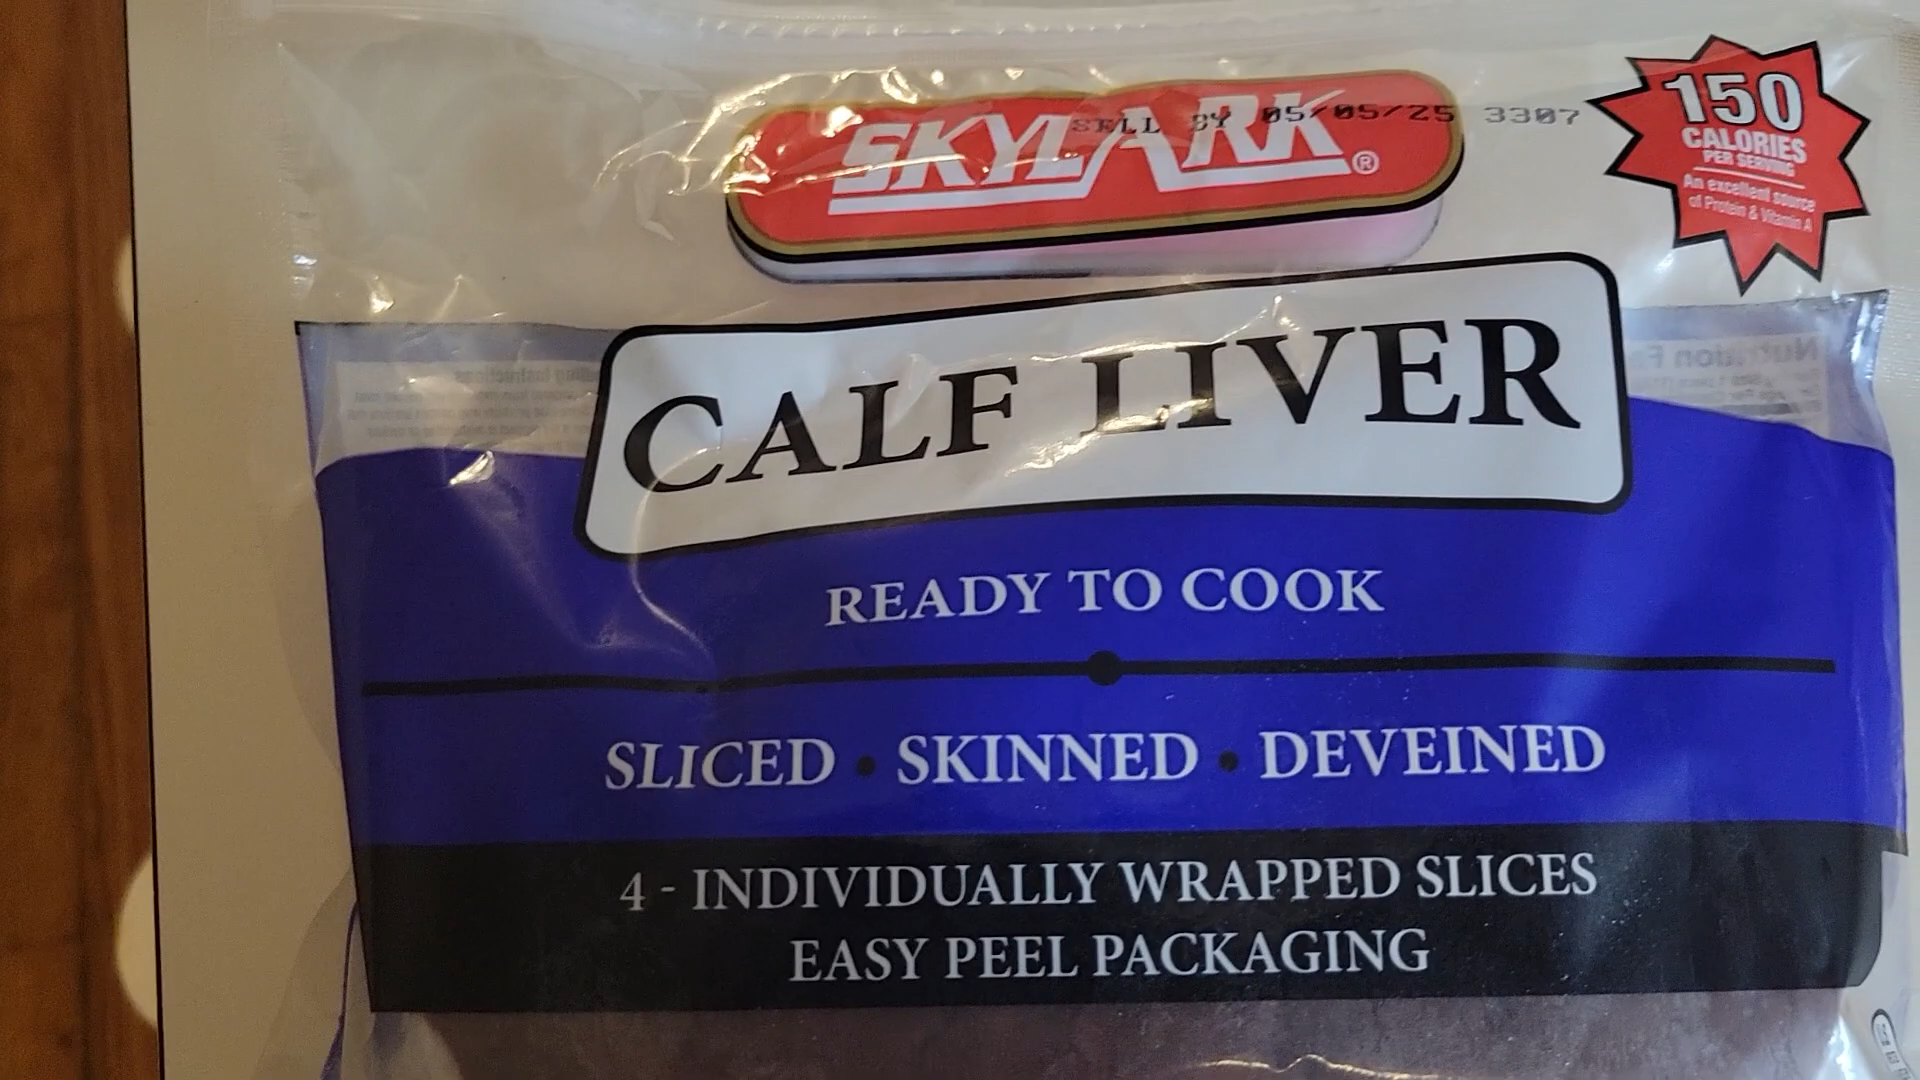 SKYLARK®
SELL BY 05/05/25 3307
150
CALORIES
PER SERVING
An excellent source
of Protein & Vitamin A
CALF LIVER
READY TO COOK
SLICED • SKINNED • DEVEINED
4 - INDIVIDUALLY WRAPPED SLICES
EASY PEEL PACKAGING